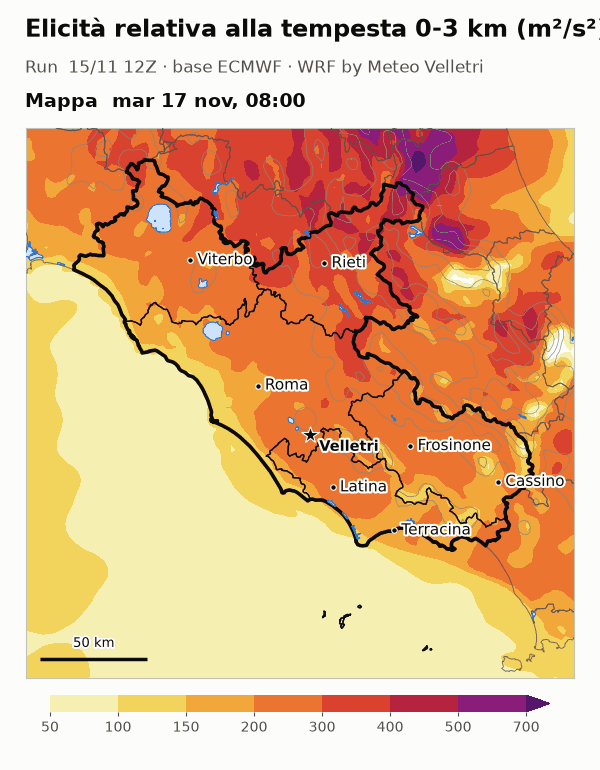 Elicità relativa alla tempesta 0-3 km (m²/s²)
Run 15/11 12Z · base ECMWF · WRF by Meteo Velletri
Mappa mar 17 nov, 08:00
Viterbo
Rieti
Roma
Velletri
Frosinone
Cassino
Latina
Terracina
50 km
50 100 150 200 300 400 500 700